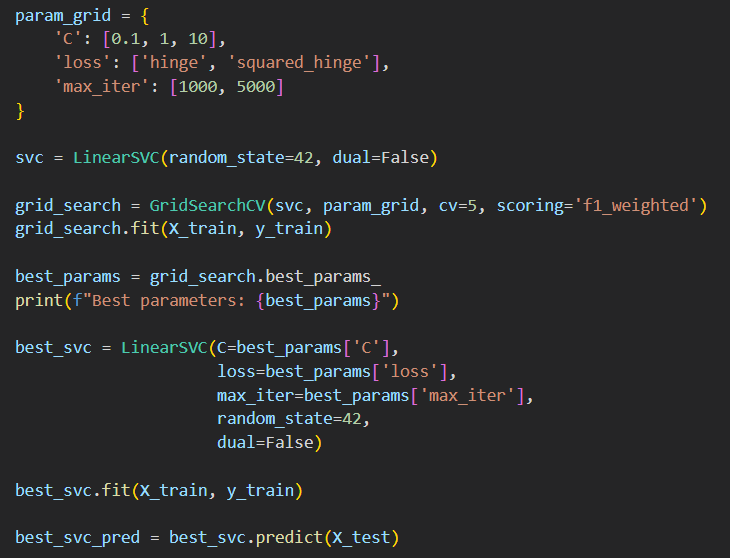 param_grid = {
    'C': [0.1, 1, 10],
    'loss': ['hinge', 'squared_hinge'],
    'max_iter': [1000, 5000]
}
svc = LinearSVC(random_state=42, dual=False)
grid_search = GridSearchCV(svc, param_grid, cv=5, scoring='f1_weighted')
grid_search.fit(X_train, y_train)
best_params = grid_search.best_params_
print(f"Best parameters: {best_params}")
best_svc = LinearSVC(C=best_params['C'],
                     loss=best_params['loss'],
                     max_iter=best_params['max_iter'],
                     random_state=42,
                     dual=False)
best_svc.fit(X_train, y_train)
best_svc_pred = best_svc.predict(X_test)